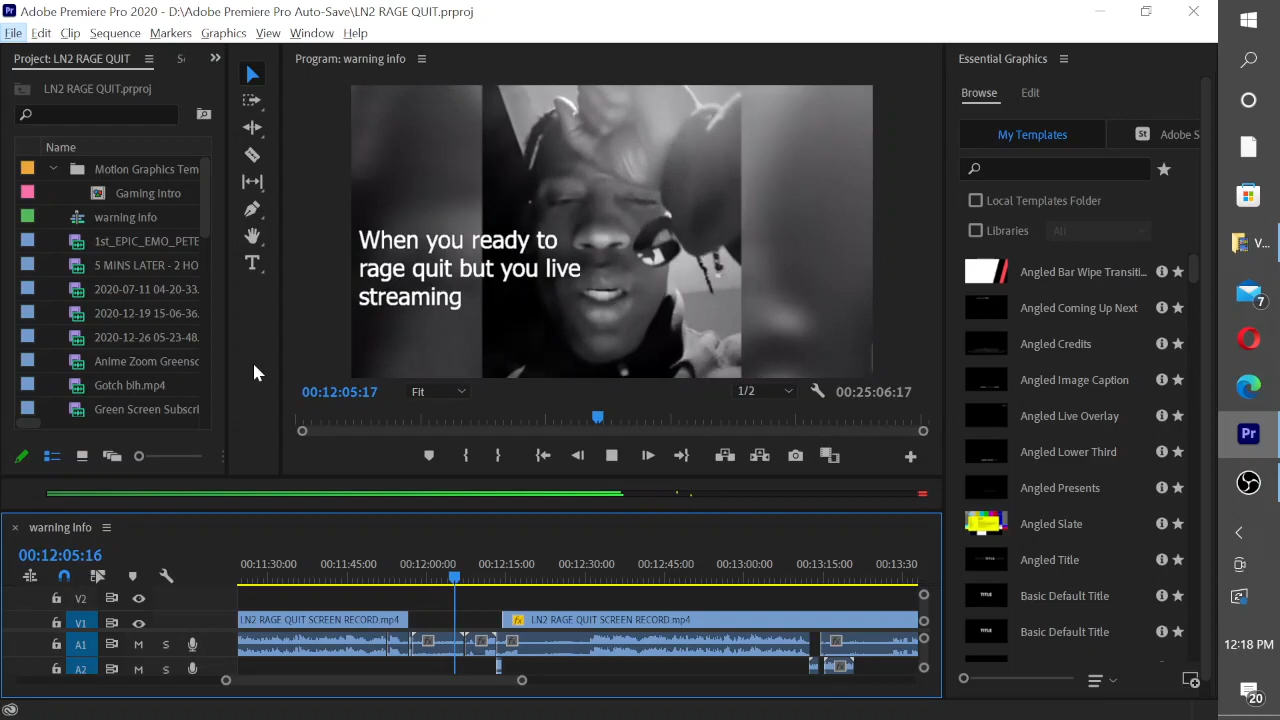 Adobe Premiere Pro 2020 - D:\Adobe Premiere Pro Auto-Save\LN2 RAGE QUIT.prproj
File Edit Clip Sequence Markers Graphics View Window Help
Project: LN2 RAGE QUIT
LN2 RAGE QUIT.prproj
Name
Motion Graphics Tem
Gaming Intro
warning Info
1st_EPIC_EMO_PETE
5 MINS LATER - 2 HO
2020-07-11 04-20-33.
2020-12-19 15-06-36.
2020-12-26 05-23-48.
Anime Zoom Greensc
Gotch blh.mp4
Green Screen Subscri
Program: warning info
When you ready to
rage quit but you live
streaming
00:12:05:17 Fit 1/2 00:25:06:17
Essential Graphics
Browse Edit
My Templates St Adobe S
Local Templates Folder
Libraries All
Angled Bar Wipe Transiti...
Angled Coming Up Next
Angled Credits
Angled Image Caption
Angled Live Overlay
Angled Lower Third
Angled Presents
Angled Slate
Angled Title
TITLE Basic Default Title
TITLE Basic Default Title
warning Info
00:12:05:16
00:11:30:00 00:11:45:00 00:12:00:00 00:12:15:00 00:12:30:00 00:12:45:00 00:13:00:00 00:13:15:00 00:13:30
V2
V1 LN2 RAGE QUIT SCREEN RECORD.mp4 fx LN2 RAGE QUIT SCREEN RECORD.mp4
A1 M S
A2 M S
V...
7
Pr
12:18 PM
20